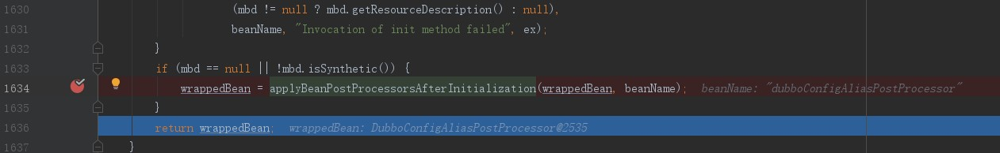 1630 (mbd != null ? mbd.getResourceDescription() : null),
1631 beanName, "Invocation of init method failed", ex);
1632 }
1633 if (mbd == null || !mbd.isSynthetic()) {
1634 wrappedBean = applyBeanPostProcessorsAfterInitialization(wrappedBean, beanName); beanName: "dubboConfigAliasPostProcessor"
1635 }
1636 return wrappedBean; wrappedBean: DubboConfigAliasPostProcessor@2535
1637 }